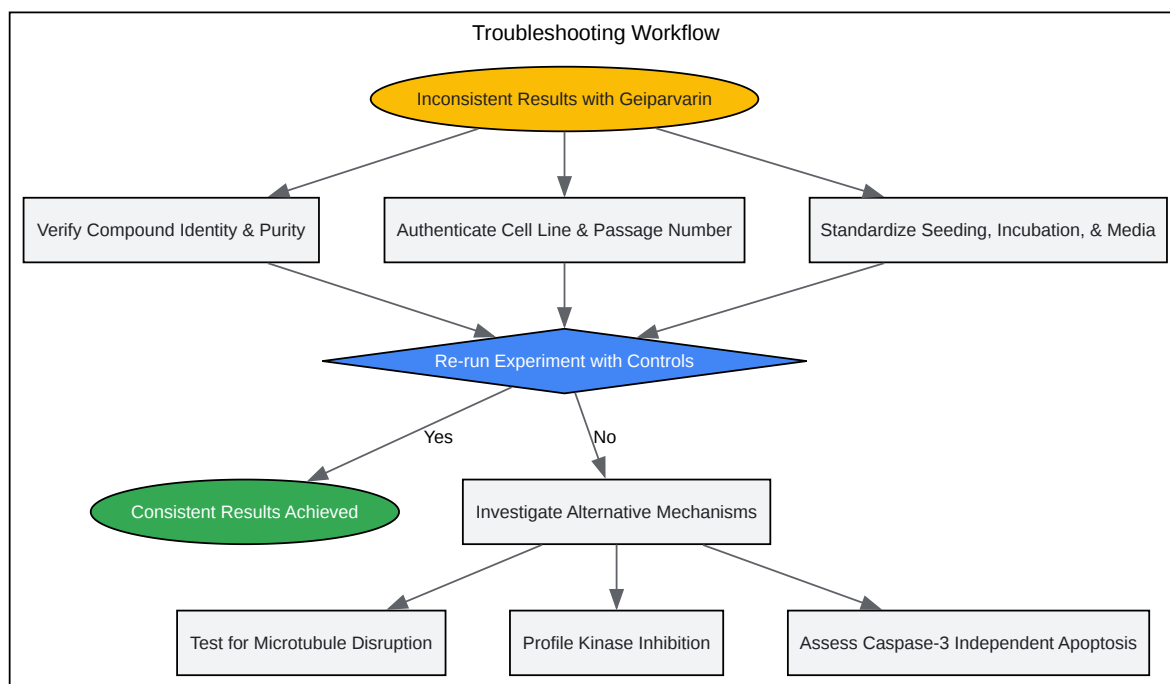 Troubleshooting Workflow
Inconsistent Results with Geiparvarin
Verify Compound Identity & Purity
Authenticate Cell Line & Passage Number
Standardize Seeding, Incubation, & Media
Re-run Experiment with Controls
Yes
No
Consistent Results Achieved
Investigate Alternative Mechanisms
Test for Microtubule Disruption
Profile Kinase Inhibition
Assess Caspase-3 Independent Apoptosis